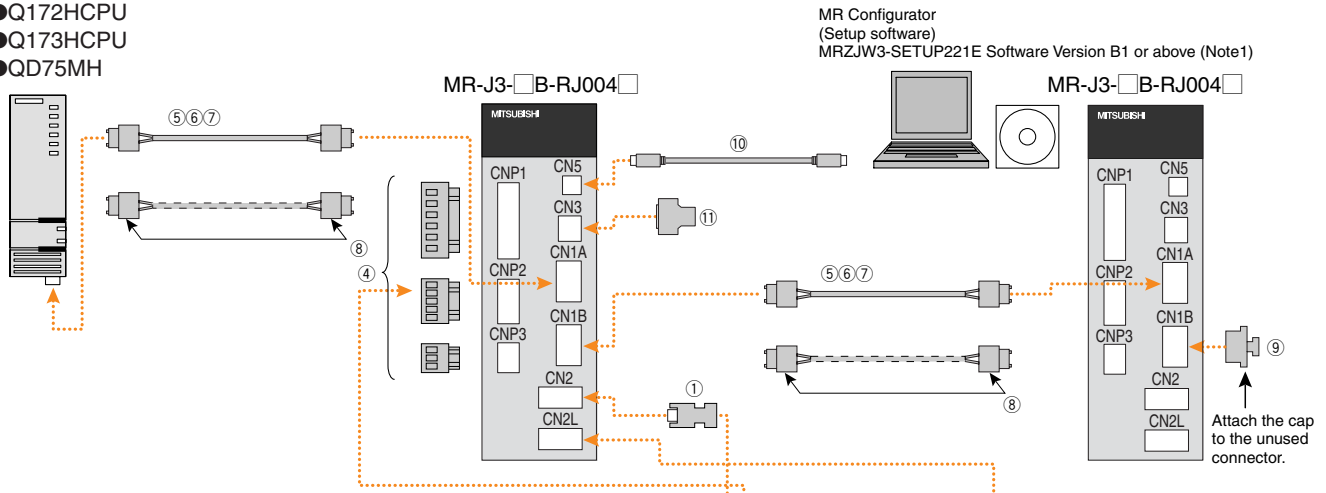 ●Q172HCPU
●Q173HCPU
●QD75MH
MR Configurator
(Setup software)
MRZJW3-SETUP221E Software Version B1 or above (Note1)
MR-J3-□B-RJ004□
MR-J3-□B-RJ004□
MITSUBISHI
MITSUBISHI
⑤⑥⑦
⑧
④
CNP1
CNP2
CNP3
CN5
CN3
CN1A
CN1B
CN2
CN2L
⑩
⑪
⑤⑥⑦
⑧
①
CNP1
CNP2
CNP3
CN5
CN3
CN1A
CN1B
CN2
CN2L
⑨
Attach the cap
to the unused
connector.